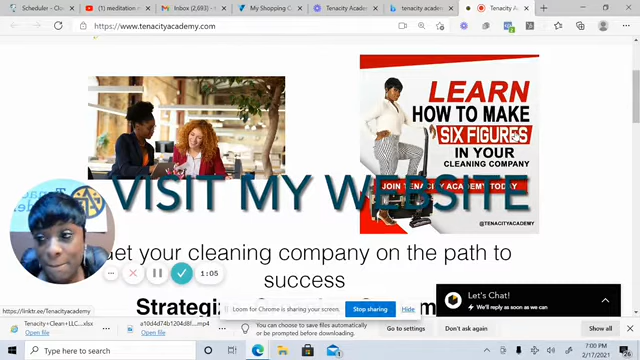 Scheduler - Clo
(1) meditation m
Inbox (2,693)
My Shopping C
Tenacity Acade
tenacity acade
Tenacity A
https://www.tenacityacademy.com
LEARN
HOW TO MAKE
SIX FIGURES
IN YOUR
CLEANING COMPANY
JOIN TENACITY ACADEMY TODAY
@TENACITYACADEMY
VISIT MY WEBSITE
Get your cleaning company on the path to
success
1:05
Let's Chat!
We'll reply as soon as we can
https://linktr.ee/Tenacityacademy
Loom for Chrome is sharing your screen.
Stop sharing
Hide
Tenacity+Clean+LLC.xlsx
Open file
a10d4d74b1204d8f....mp4
Open file
You can choose to save files automatically
or be prompted before downloading.
Go to settings
Don't ask again
Show all
Type here to search
7:00 PM
2/17/2021